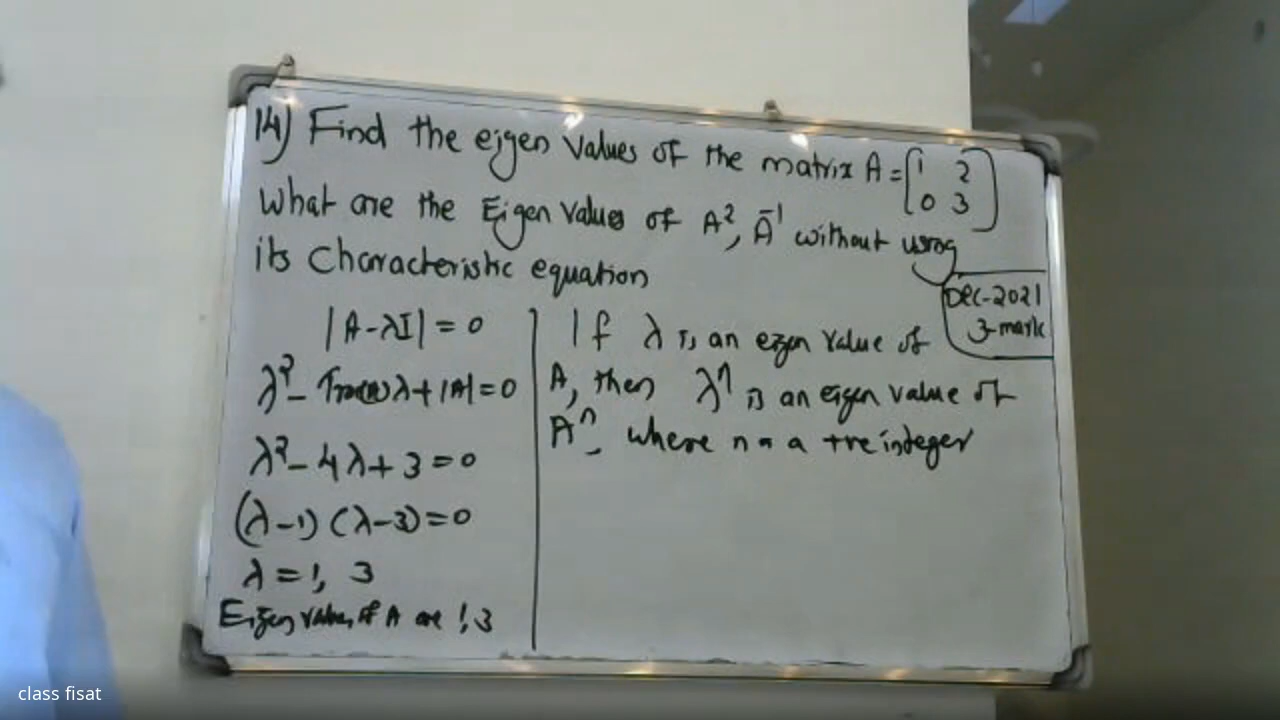 14) Find the eigen values of the matrix A = [1 2
0 3]
What are the Eigen values of A², A⁻¹ without using
its characteristic equation
Dec-2021
3-mark
|A-λI| = 0
λ² - Trace(A)λ + |A| = 0
λ² - 4λ + 3 = 0
(λ-1) (λ-3) = 0
λ = 1, 3
Eigen values of A are 1, 3
If λ is an eigen value of
A, then λⁿ is an eigen value of
Aⁿ, where n is a +ve integer
class fisat